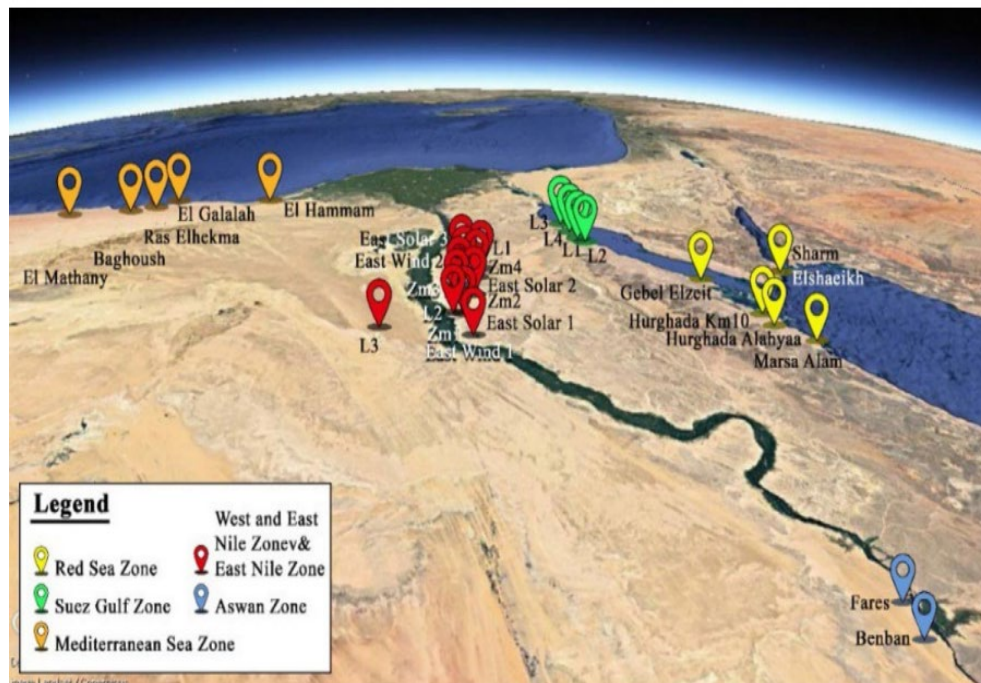 El Galalah
El Hammam
Ras Elhekma
Baghoush
El Mathany
L3
L4
L1
L2
East Solar 3
L1
East Wind 2
Zm4
East Solar 2
Zm3
Zm2
L2
East Solar 1
Zm
East Wind 1
L3
Sharm
Elshaeikh
Gebel Elzeit
Hurghada Km10
Hurghada Alahyaa
Marsa Alam
Fares
Benban
Legend
Red Sea Zone
Suez Gulf Zone
Mediterranean Sea Zone
West and East
Nile Zonev&
East Nile Zone
Aswan Zone